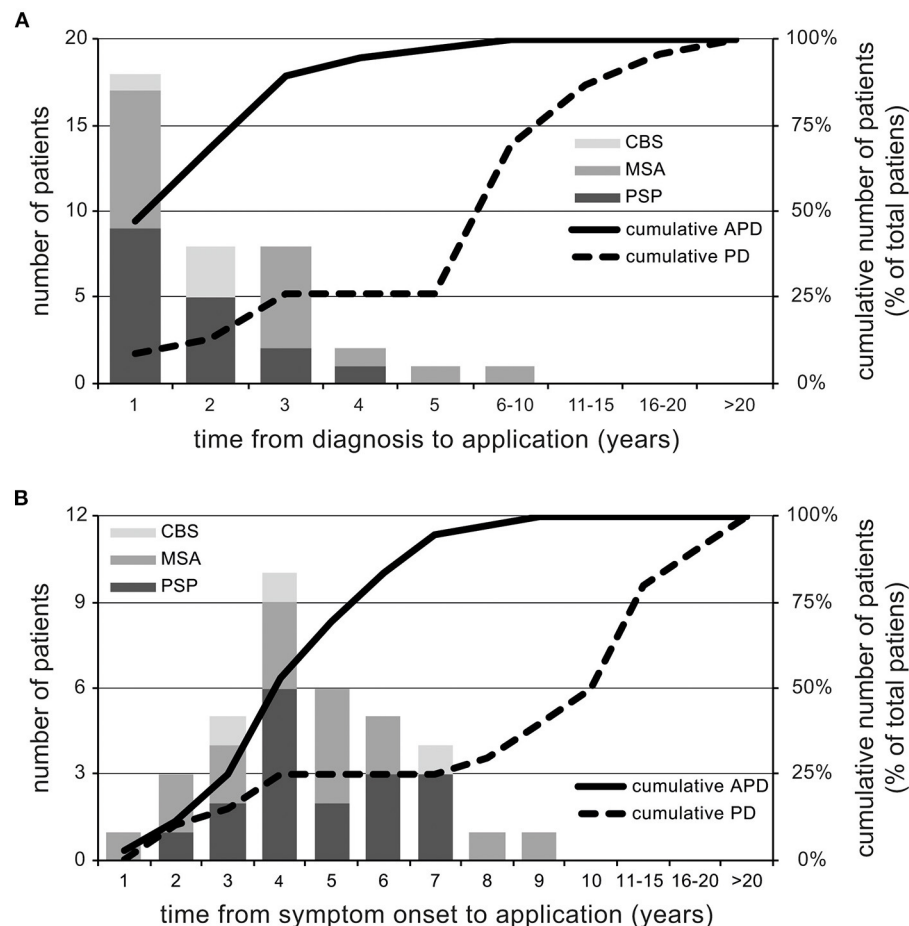 A
20
15
10
5
0
number of patients
100%
75%
50%
25%
0%
cumulative number of patients
(% of total patiens)
CBS
MSA
PSP
cumulative APD
cumulative PD
1 2 3 4 5 6-10 11-15 16-20 >20
time from diagnosis to application (years)
B
12
9
6
3
0
number of patients
100%
75%
50%
25%
0%
cumulative number of patients
(% of total patiens)
CBS
MSA
PSP
cumulative APD
cumulative PD
1 2 3 4 5 6 7 8 9 10 11-15 16-20 >20
time from symptom onset to application (years)